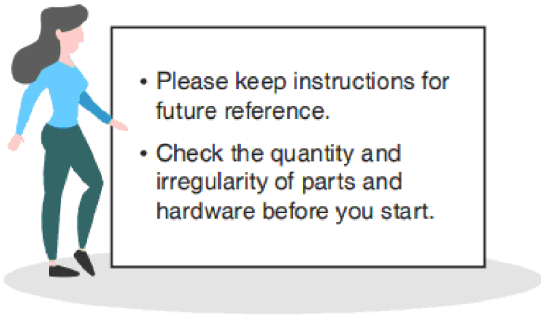 • Please keep instructions for
future reference.
• Check the quantity and
irregularity of parts and
hardware before you start.